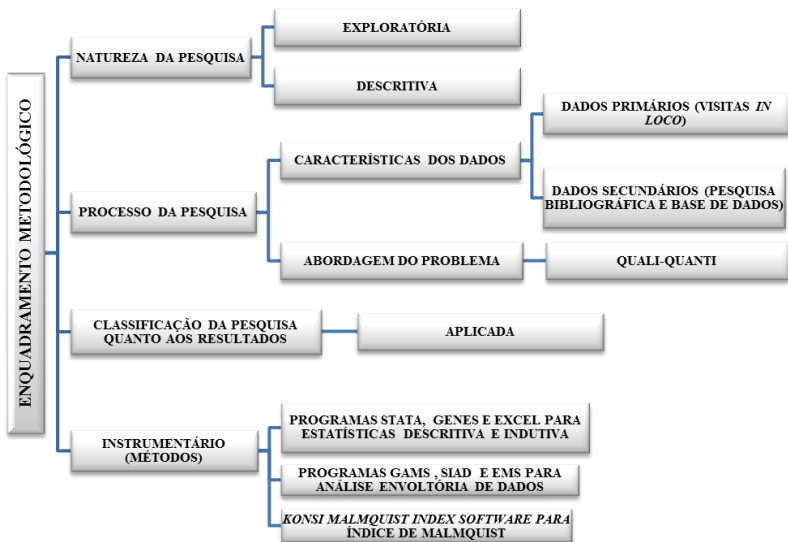 ENQUADRAMENTO METODOLÓGICO
NATUREZA DA PESQUISA
EXPLORATÓRIA
DESCRITIVA
PROCESSO DA PESQUISA
CARACTERÍSTICAS DOS DADOS
DADOS PRIMÁRIOS (VISITAS IN
LOCO)
DADOS SECUNDÁRIOS (PESQUISA
BIBLIOGRÁFICA E BASE DE DADOS)
ABORDAGEM DO PROBLEMA
QUALI-QUANTI
CLASSIFICAÇÃO DA PESQUISA
QUANTO AOS RESULTADOS
APLICADA
INSTRUMENTÁRIO
(MÉTODOS)
PROGRAMAS STATA, GENES E EXCEL PARA
ESTATÍSTICAS DESCRITIVA E INDUTIVA
PROGRAMAS GAMS , SIAD E EMS PARA
ANÁLISE ENVOLTÓRIA DE DADOS
KONSI MALMQUIST INDEX SOFTWARE PARA
ÍNDICE DE MALMQUIST